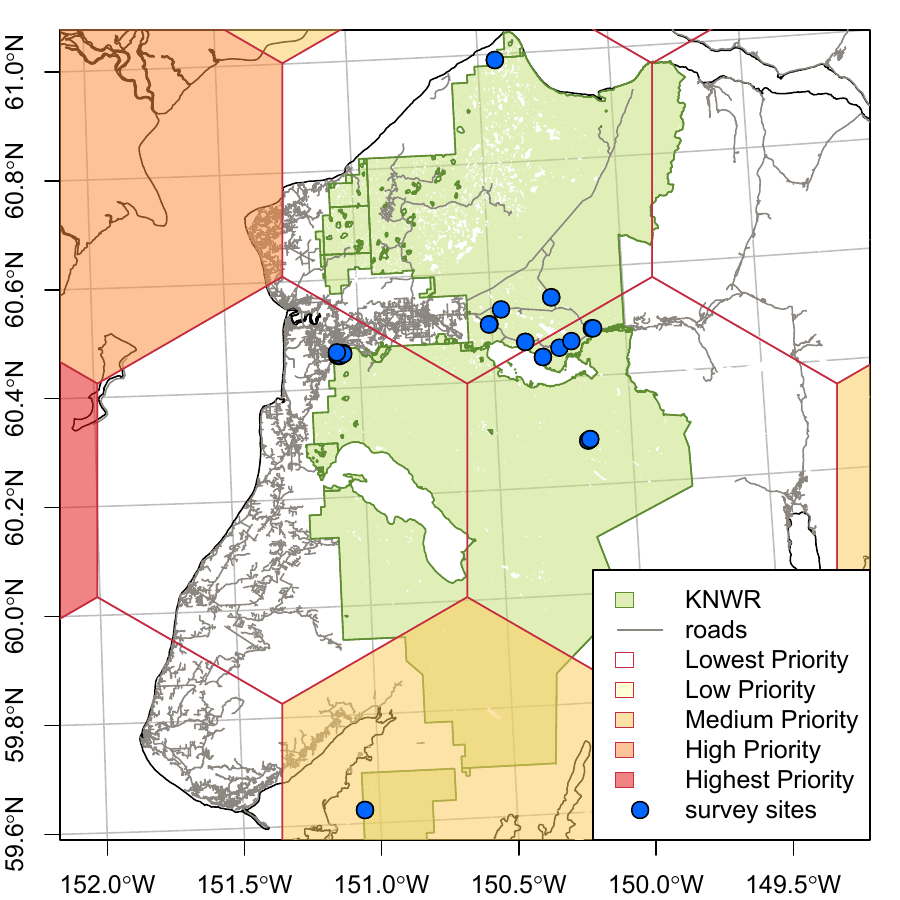 61.0°N
60.8°N
60.6°N
60.4°N
60.2°N
60.0°N
59.8°N
59.6°N
KNWR
roads
Lowest Priority
Low Priority
Medium Priority
High Priority
Highest Priority
survey sites
152.0°W
151.5°W
151.0°W
150.5°W
150.0°W
149.5°W